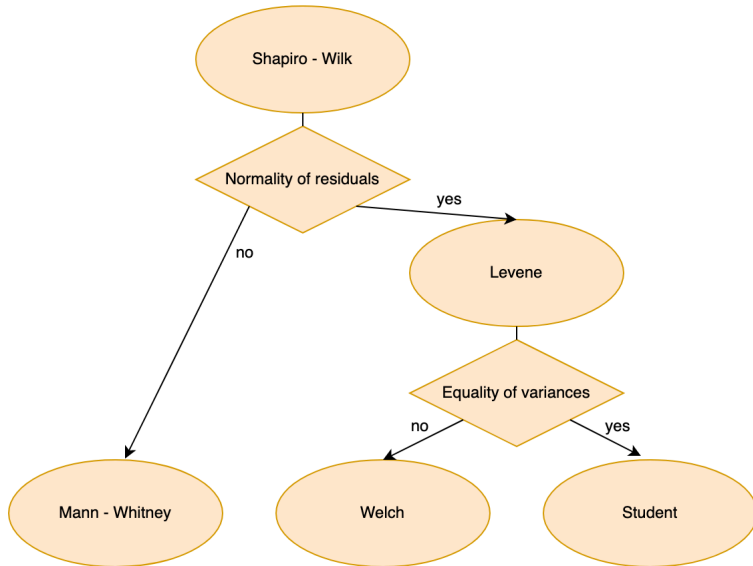 Shapiro - Wilk
Normality of residuals
yes
no
Levene
Equality of variances
no
yes
Mann - Whitney
Welch
Student